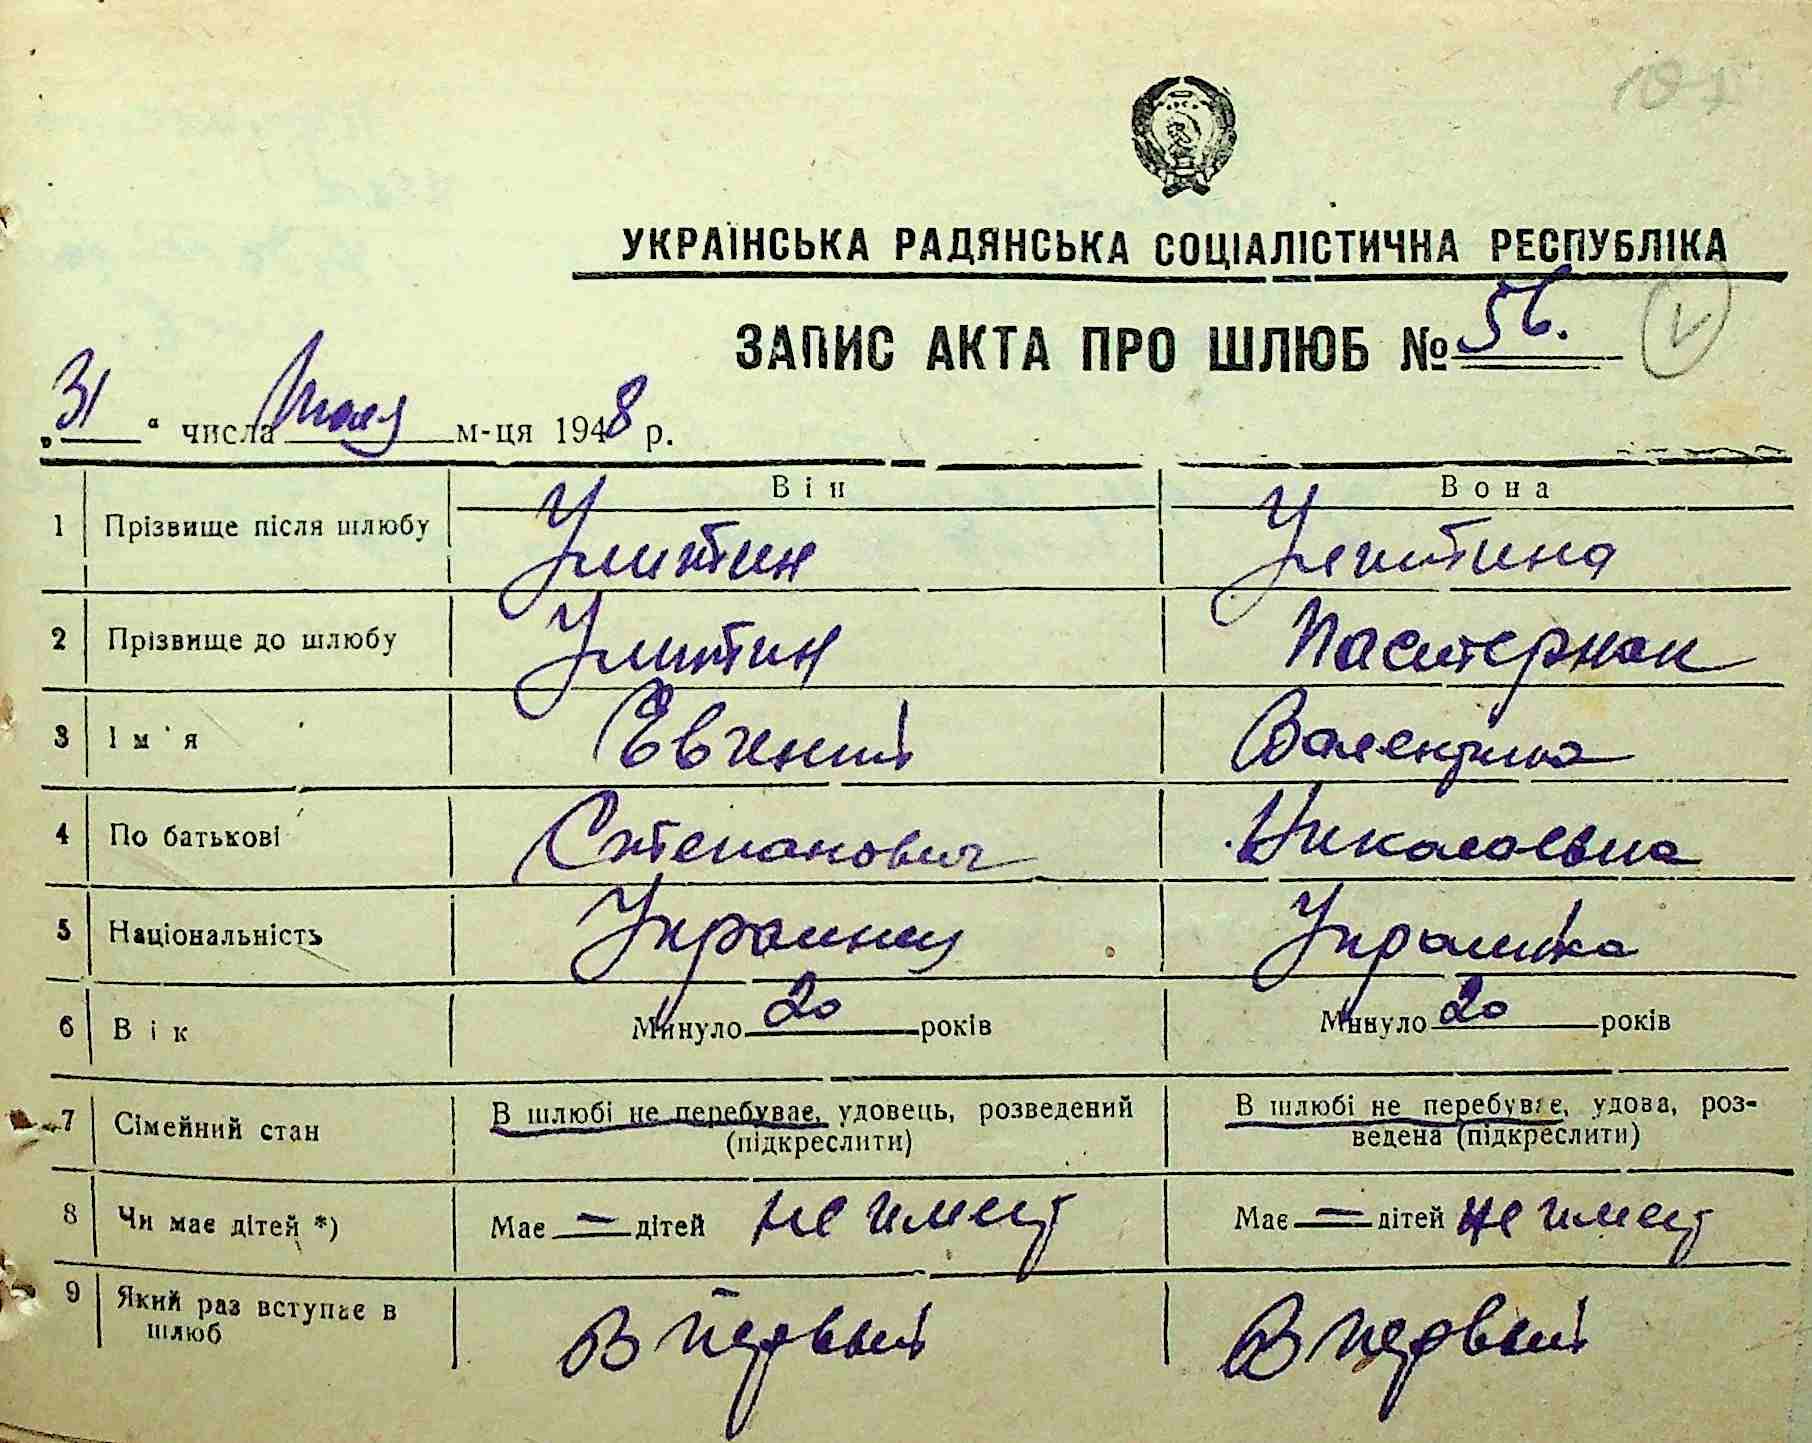 УКРАЇНСЬКА РАДЯНСЬКА СОЦІАЛІСТИЧНА РЕСПУБЛІКА
ЗАПИС АКТА ПРО ШЛЮБ № 56.
„31“ числа Мая м-ця 1948 р.
Він Вона
1 Прізвище після шлюбу Улитин Улитина
2 Прізвище до шлюбу Улитин Пастернак
3 Ім'я Евгений Валентина
4 По батькові Степанович Николаевна
5 Національність Украинец Украинка
6 Вік Минуло 20 років Минуло 20 років
7 Сімейний стан В шлюбі не перебуває, удовець, розведений В шлюбі не перебуває, удова, роз-
(підкреслити) ведена (підкреслити)
8 Чи має дітей *) Має — дітей не имеет Має — дітей не имеет
9 Який раз вступає в В первый В первый
шлюб